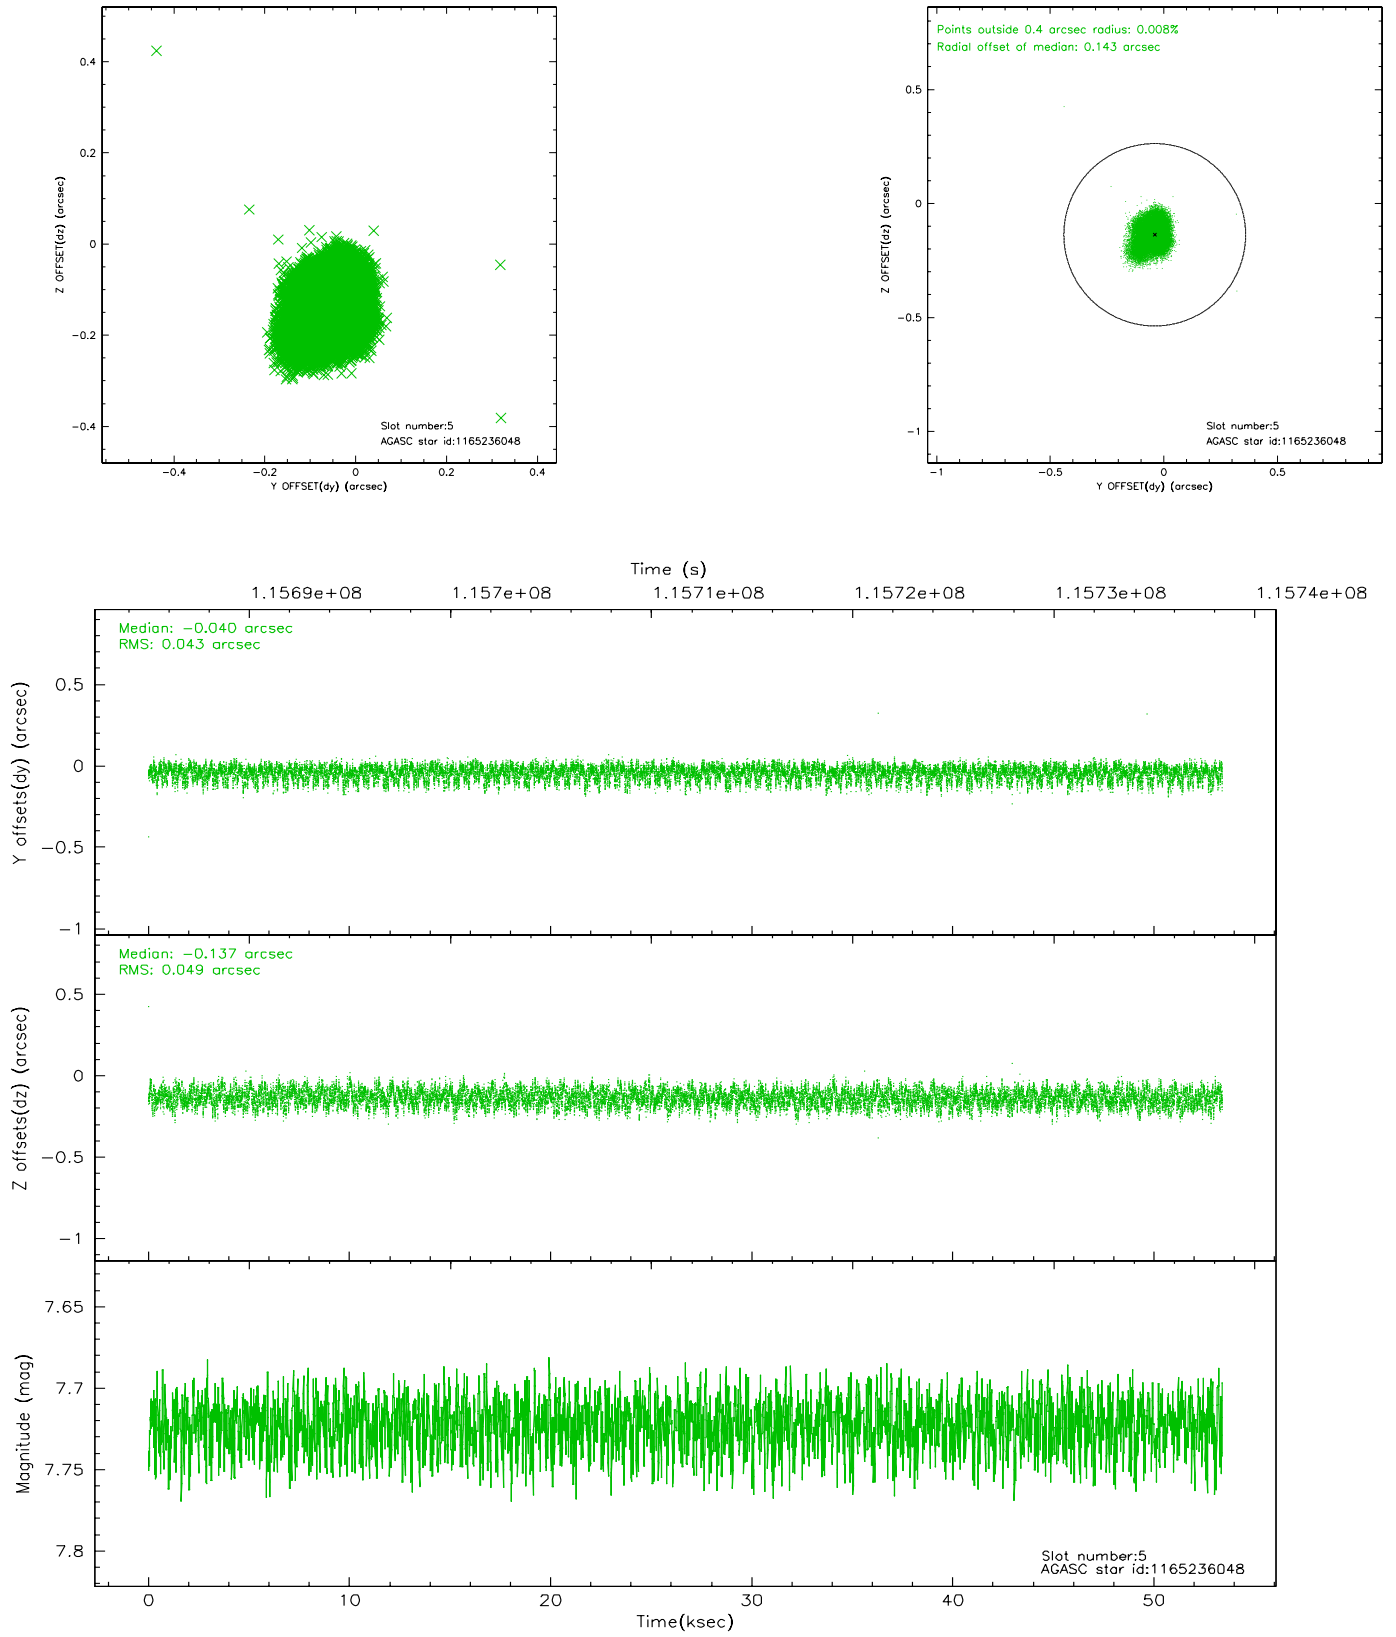 0.4
0.2
0
−0.2
−0.4
Z OFFSET(dz) (arcsec)
Slot number:5
AGASC star id:1165236048
−0.4
−0.2
0
0.2
0.4
Y OFFSET(dy) (arcsec)
Points outside 0.4 arcsec radius: 0.008%
Radial offset of median: 0.143 arcsec
0.5
0
−0.5
−1
Z OFFSET(dz) (arcsec)
Slot number:5
AGASC star id:1165236048
−1
−0.5
0
0.5
Y OFFSET(dy) (arcsec)
Time (s)
1.1569e+08
1.157e+08
1.1571e+08
1.1572e+08
1.1573e+08
1.1574e+08
Median: −0.040 arcsec
RMS: 0.043 arcsec
0.5
0
−0.5
−1
Y offsets(dy) (arcsec)
Median: −0.137 arcsec
RMS: 0.049 arcsec
0.5
0
−0.5
−1
Z offsets(dz) (arcsec)
7.65
7.7
7.75
7.8
Magnitude (mag)
Slot number:5
AGASC star id:1165236048
0
10
20
30
40
50
Time(ksec)